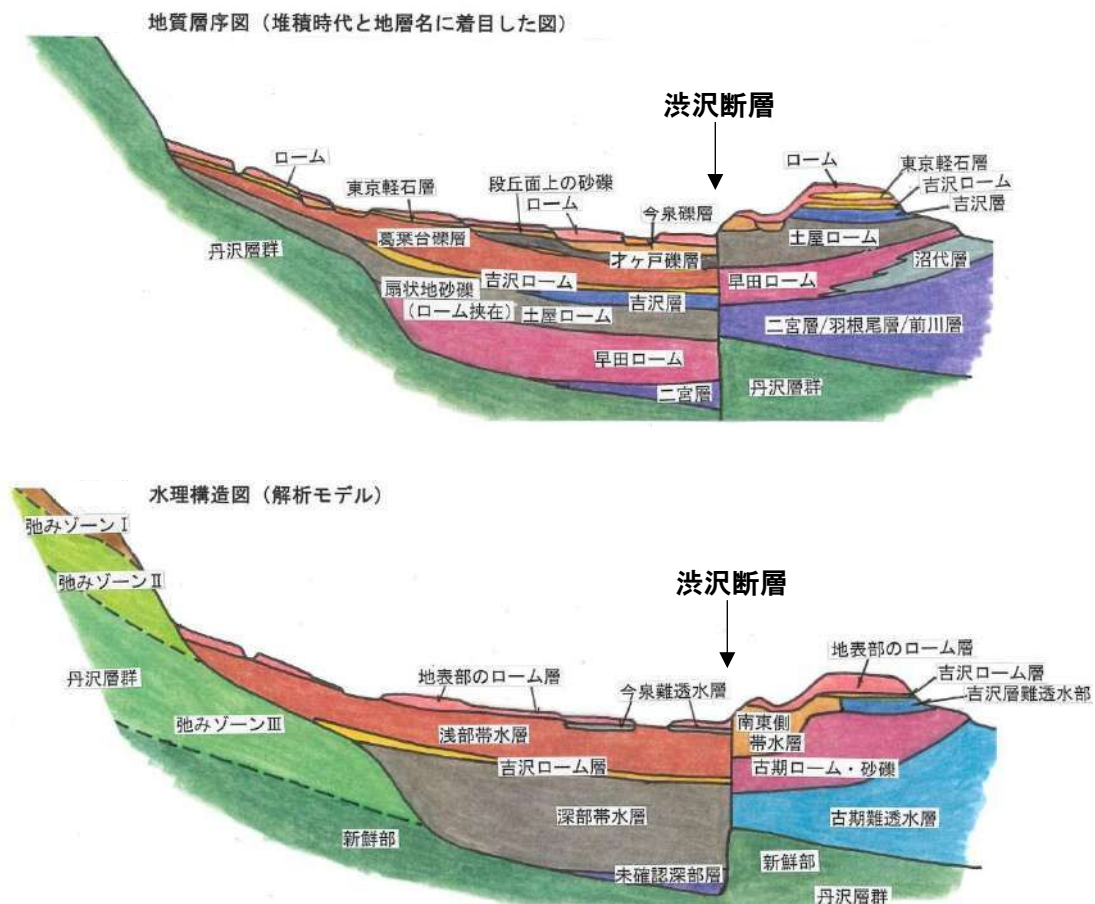 地質層序図（堆積時代と地層名に着目した図）
渋沢断層
ローム
東京軽石層
段丘面上の砂礫
ローム
今泉礫層
ローム
東京軽石層
吉沢ローム
吉沢層
丹沢層群
葛葉台礫層
才ヶ戸礫層
土屋ローム
沼代層
吉沢ローム
早田ローム
扇状地砂礫
（ローム挟在）
吉沢層
土屋ローム
二宮層/羽根尾層/前川層
早田ローム
二宮層
丹沢層群
水理構造図（解析モデル）
弛みゾーンⅠ
弛みゾーンⅡ
渋沢断層
丹沢層群
地表部のローム層
今泉難透水層
地表部のローム層
吉沢ローム層
吉沢層難透水部
弛みゾーンⅢ
浅部帯水層
南東側
帯水層
吉沢ローム層
古期ローム・砂礫
深部帯水層
古期難透水層
新鮮部
未確認深部層
新鮮部
丹沢層群